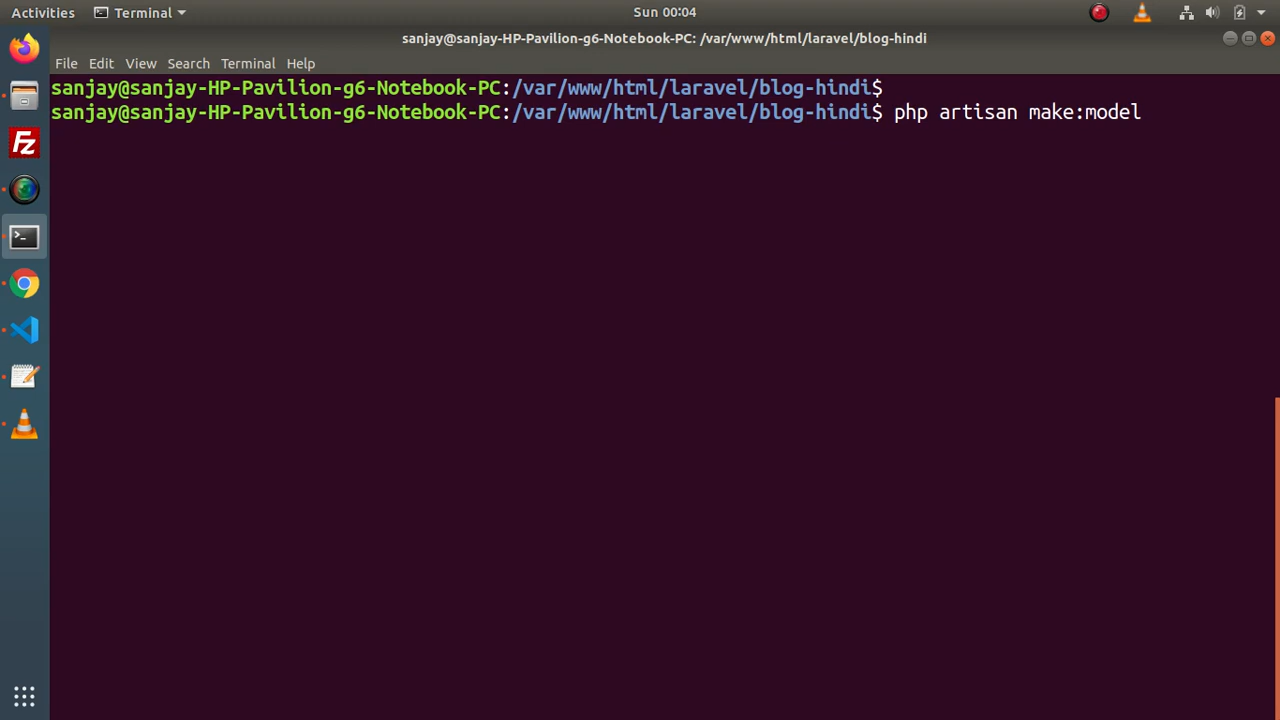 Activities Terminal Sun 00:04
sanjay@sanjay-HP-Pavilion-g6-Notebook-PC: /var/www/html/laravel/blog-hindi
File Edit View Search Terminal Help
sanjay@sanjay-HP-Pavilion-g6-Notebook-PC:/var/www/html/laravel/blog-hindi$
sanjay@sanjay-HP-Pavilion-g6-Notebook-PC:/var/www/html/laravel/blog-hindi$ php artisan make:model
Fz
>_